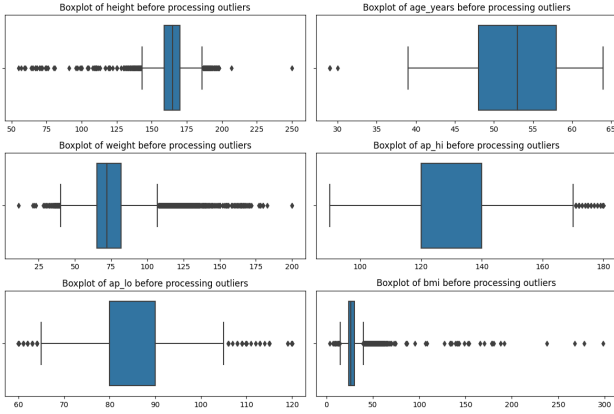 Boxplot of height before processing outliers
50 75 100 125 150 175 200 225 250
Boxplot of age_years before processing outliers
30 35 40 45 50 55 60 65
Boxplot of weight before processing outliers
25 50 75 100 125 150 175 200
Boxplot of ap_hi before processing outliers
100 120 140 160 180
Boxplot of ap_lo before processing outliers
60 70 80 90 100 110 120
Boxplot of bmi before processing outliers
0 50 100 150 200 250 300